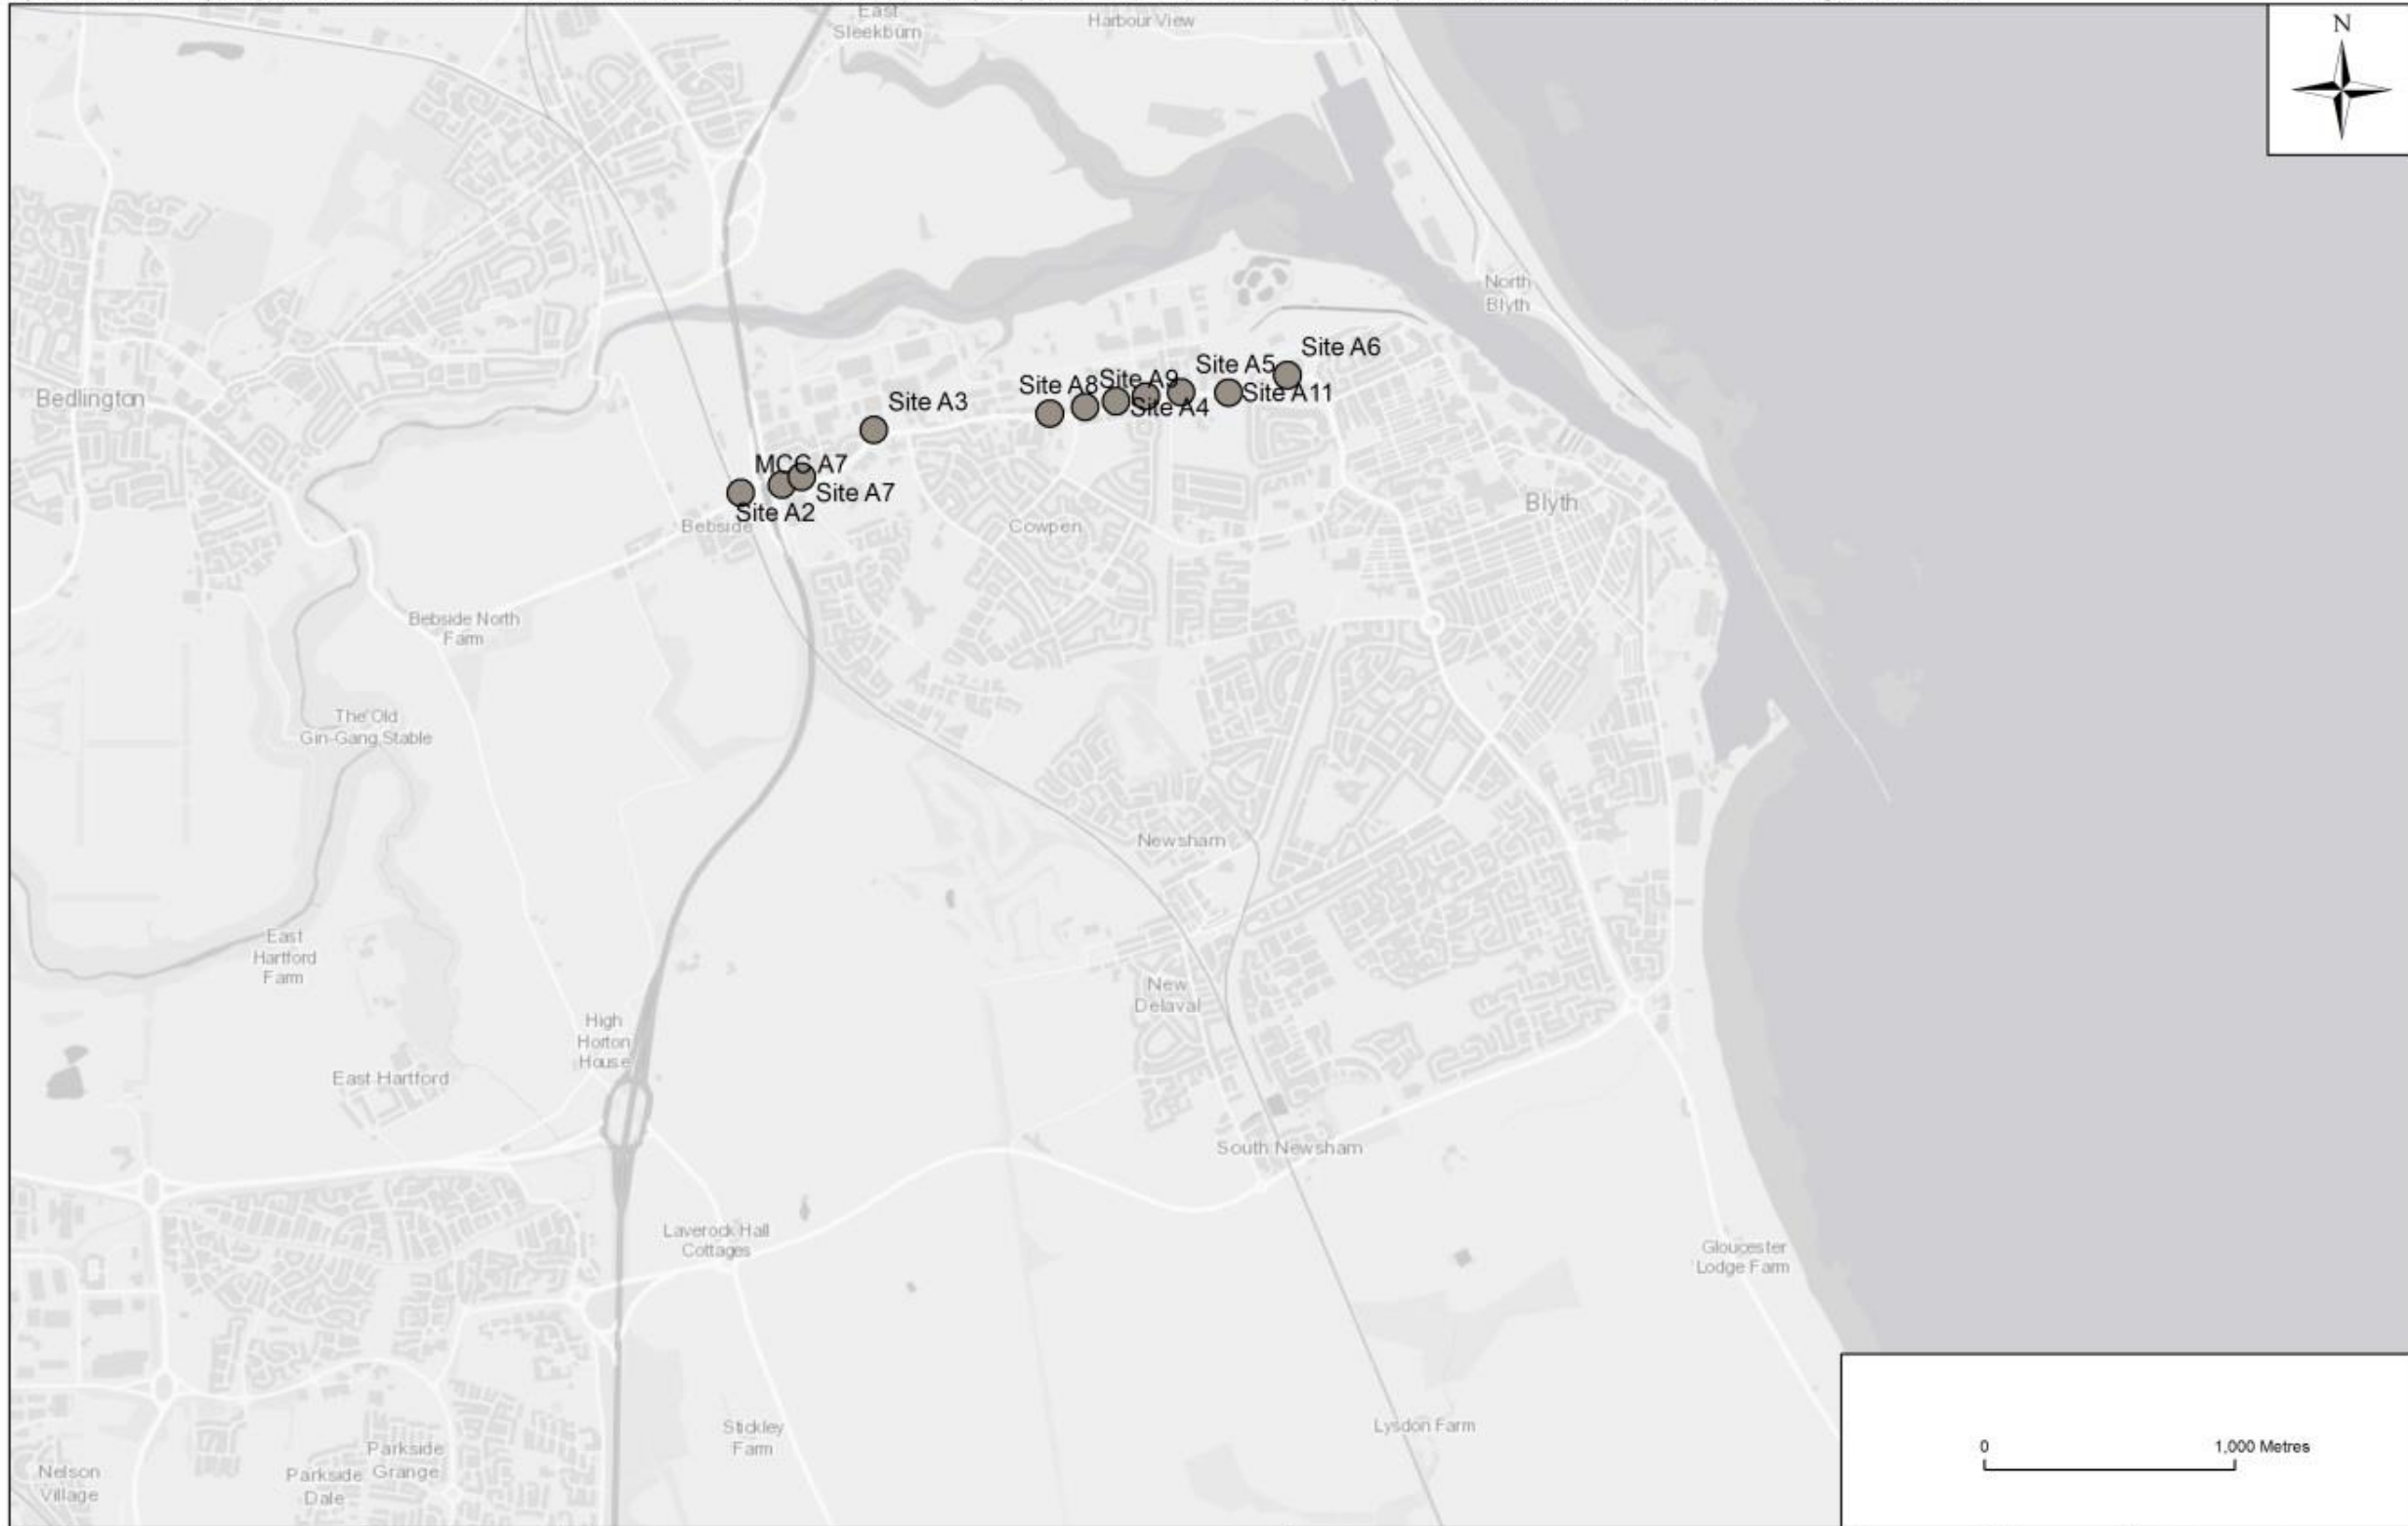 East
Sleekburn
Harbour View
N
North
Blyth
Site A6
Site A5
Site A9
Site A8
Site A11
Site A4
Bedlington
Site A3
MCC A7
Site A7
Site A2
Bebside
Cowpen
Blyth
Bebside North
Farm
The Old
Gin-Gang Stable
Newsham
East
Hartford
Farm
New
Delaval
High
Horton
House
East Hartford
South Newsham
Laverock Hall
Cottages
Gloucester
Lodge Farm
Stickley
Farm
Lysdon Farm
Parkside
Grange
Parkside
Dale
Nelson
Village
0
1,000 Metres